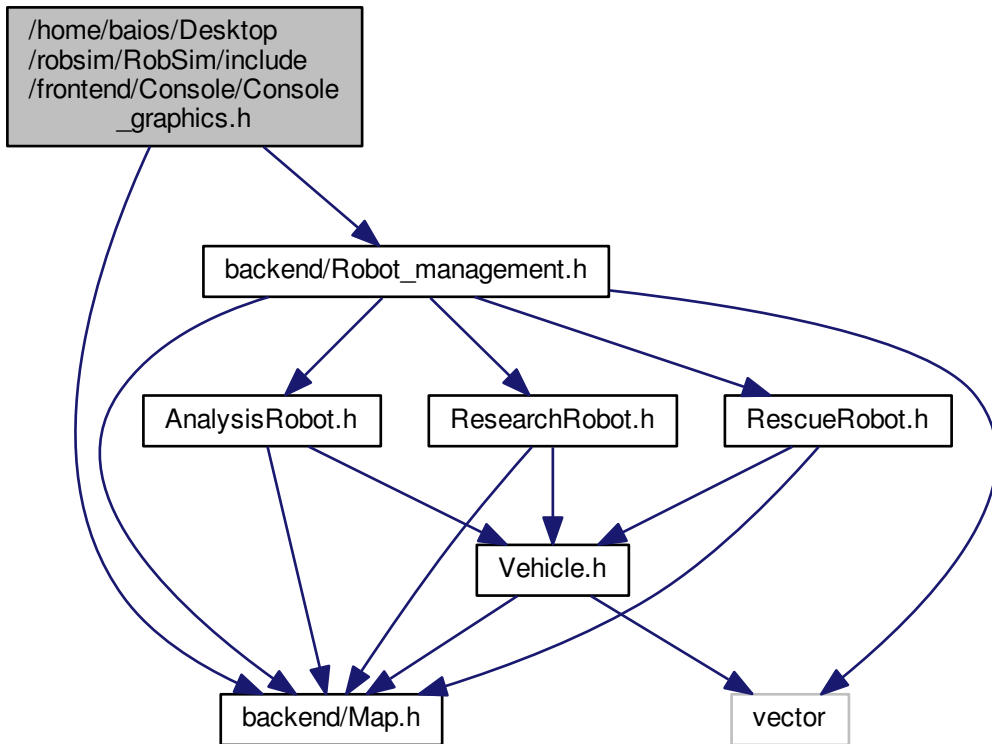 /home/baios/Desktop
/robsim/RobSim/include
/frontend/Console/Console
_graphics.h
backend/Robot_management.h
AnalysisRobot.h
ResearchRobot.h
RescueRobot.h
Vehicle.h
backend/Map.h
vector